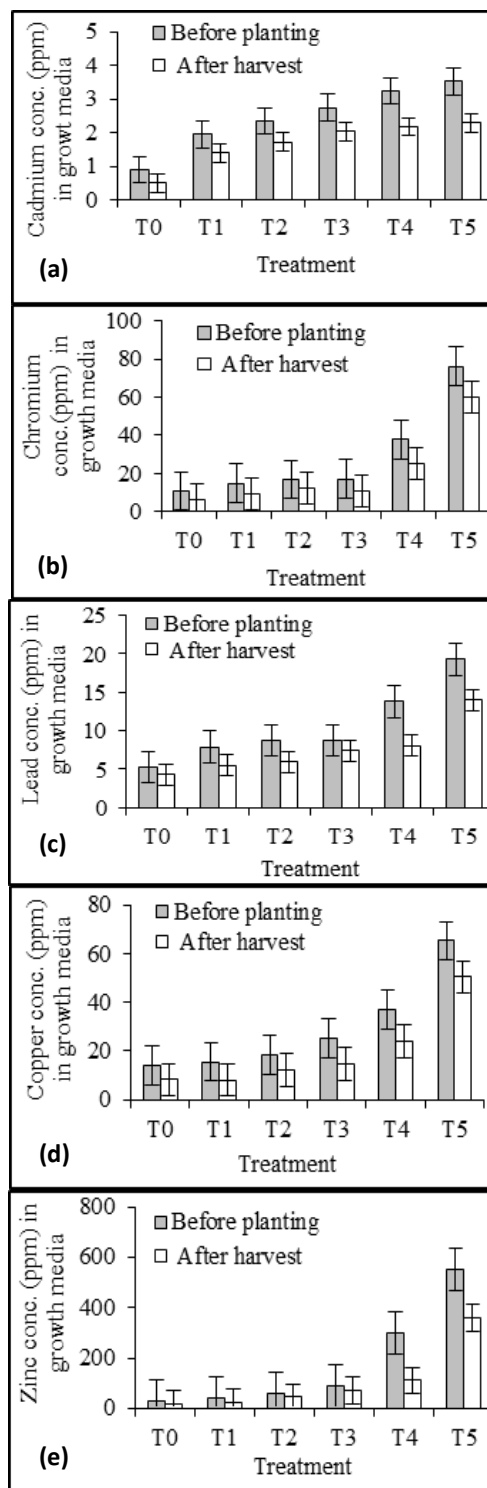 Cadmium conc. (ppm)
in growt media
5
4
3
2
1
0
Before planting
After harvest
T0 T1 T2 T3 T4 T5
Treatment
(a)
Chromium
conc.(ppm) in
growth media
100
80
60
40
20
0
Before planting
After harvest
T0 T1 T2 T3 T4 T5
Treatment
(b)
Lead conc. (ppm) in
growth media
25
20
15
10
5
0
Before planting
After harvest
T0 T1 T2 T3 T4 T5
Treatment
(c)
Copper conc. (ppm)
in growth media
80
60
40
20
0
Before planting
After harvest
T0 T1 T2 T3 T4 T5
Treatment
(d)
Zinc conc. (ppm) in
growth media
800
600
400
200
0
Before planting
After harvest
T0 T1 T2 T3 T4 T5
Treatment
(e)